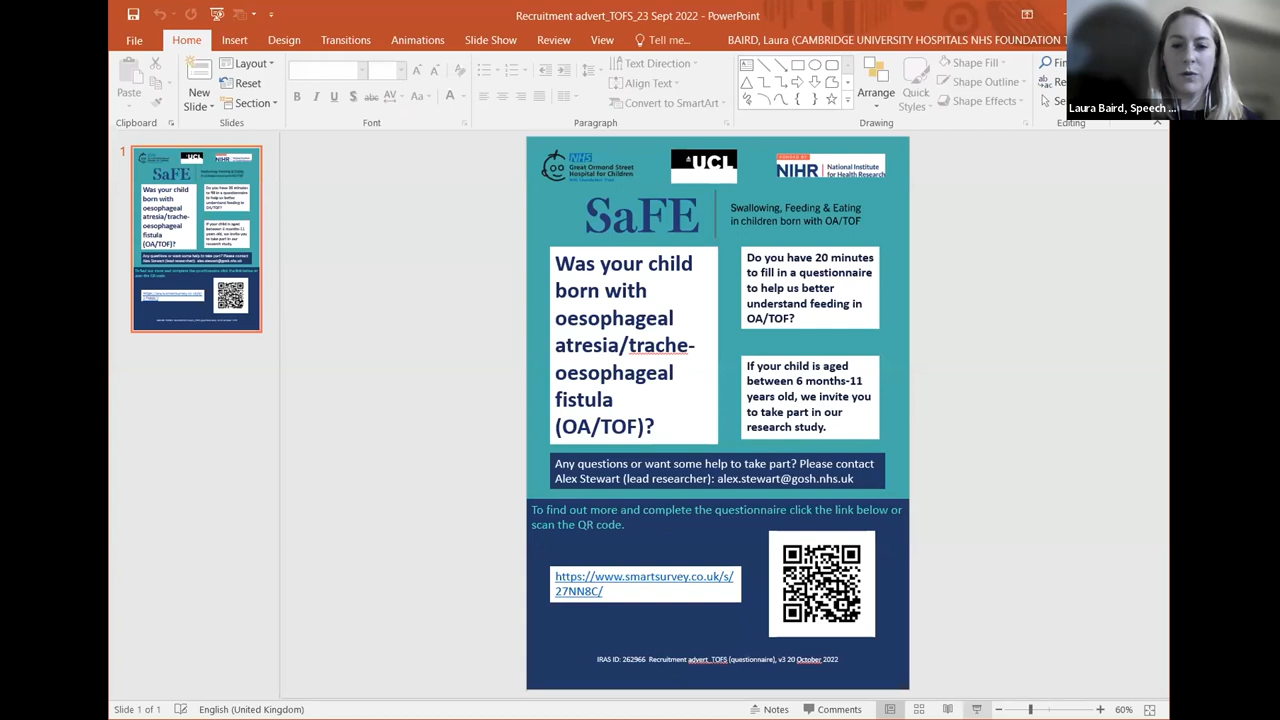 Recruitment advert_TOFS_23 Sept 2022 - PowerPoint
File
Home
Insert
Design
Transitions
Animations
Slide Show
Review
View
Tell me...
BAIRD, Laura (CAMBRIDGE UNIVERSITY HOSPITALS NHS FOUNDATION T
Paste
New
Slide
Layout
Reset
Section
Text Direction
Align Text
Convert to SmartArt
Arrange
Quick
Styles
Shape Fill
Shape Outline
Shape Effects
Clipboard
Slides
Font
Paragraph
Drawing
Editing
Laura Baird, Speech ...
1
NHS
Great Ormond Street
Hospital for Children
NHS Foundation Trust
UCL
FUNDED BY
NIHR
National Institute
for Health Research
SaFE
Swallowing, Feeding & Eating
in children born with OA/TOF
Was your child
born with
oesophageal
atresia/trache-
oesophageal
fistula
(OA/TOF)?
Do you have 20 minutes
to fill in a questionnaire
to help us better
understand feeding in
OA/TOF?
If your child is aged
between 6 months-11
years old, we invite you
to take part in our
research study.
Any questions or want some help to take part? Please contact
Alex Stewart (lead researcher): alex.stewart@gosh.nhs.uk
To find out more and complete the questionnaire click the link below or
scan the QR code.
https://www.smartsurvey.co.uk/s/
27NN8C/
IRAS ID: 262966 Recruitment advert_TOFS (questionnaire), v3 20 October 2022
Slide 1 of 1
English (United Kingdom)
Notes
Comments
60%